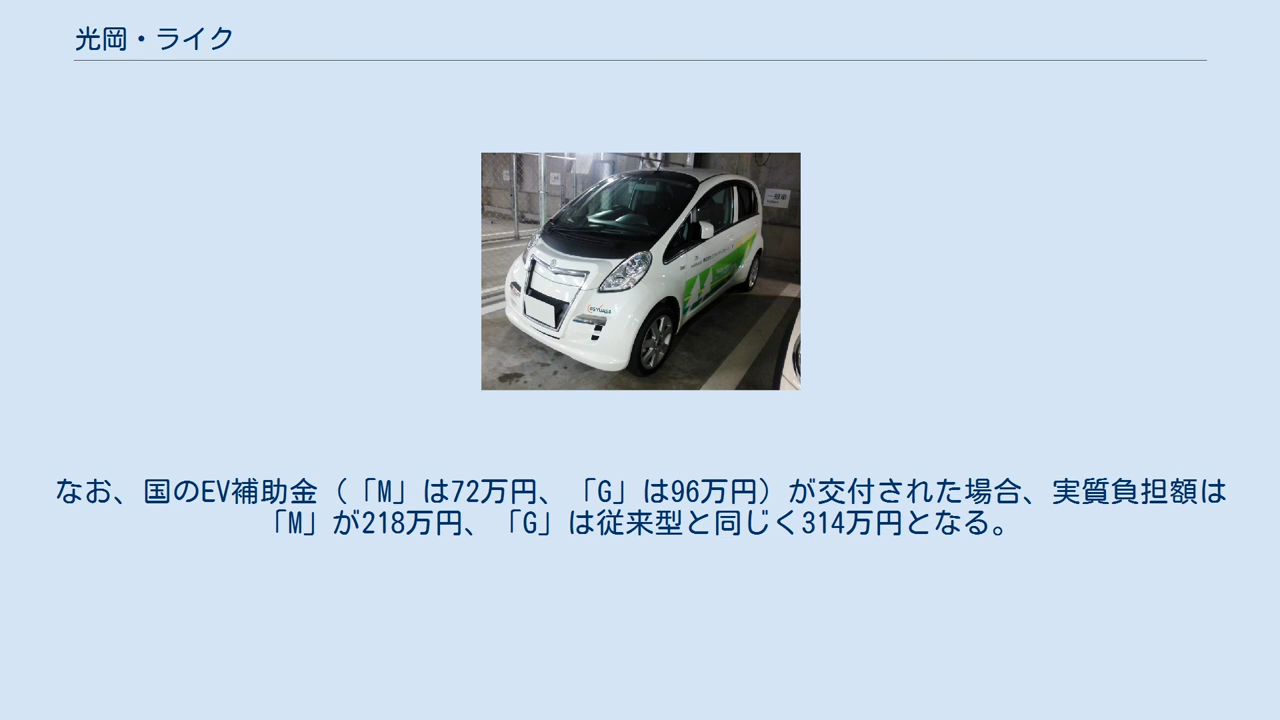 光岡・ライク
一般車
なお、国のEV補助金（「M」は72万円、「G」は96万円）が交付された場合、実質負担額は
「M」が218万円、「G」は従来型と同じく314万円となる。